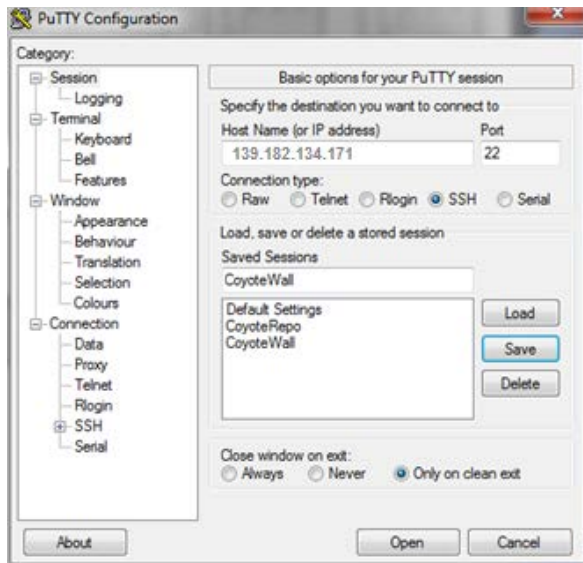 PuTTY Configuration
Category:
Session
Logging
Terminal
Keyboard
Bell
Features
Window
Appearance
Behaviour
Translation
Selection
Colours
Connection
Data
Proxy
Telnet
Rlogin
SSH
Serial
Basic options for your PuTTY session
Specify the destination you want to connect to
Host Name (or IP address) Port
139.182.134.171 22
Connection type:
Raw Telnet Rlogin SSH Serial
Load, save or delete a stored session
Saved Sessions
CoyoteWall
Default Settings
CoyoteRepo
CoyoteWall
Load
Save
Delete
Close window on exit:
Always Never Only on clean exit
About Open Cancel